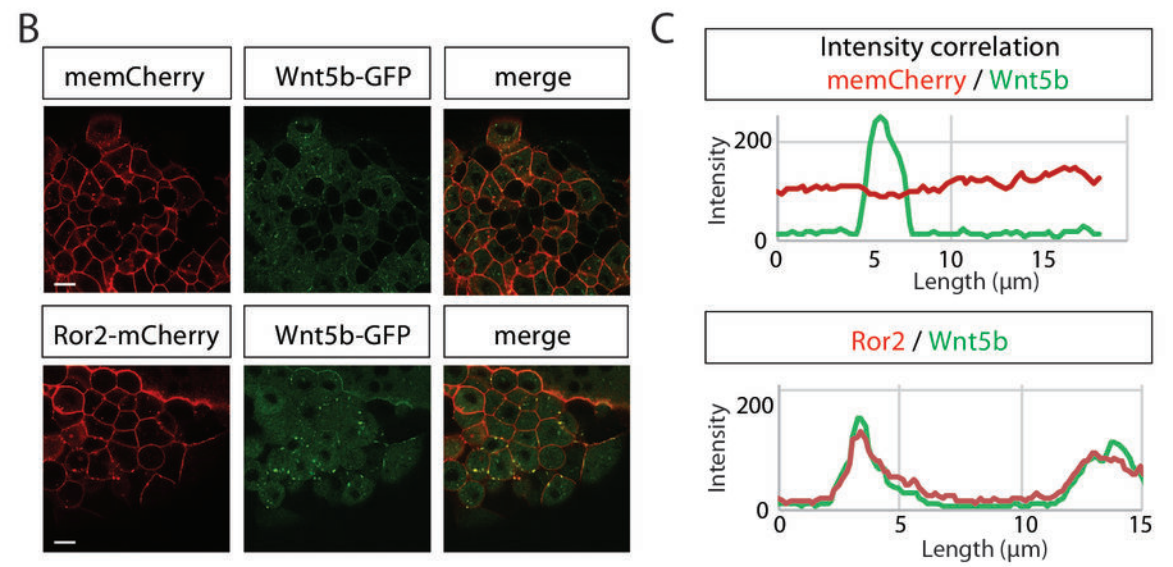 B
memCherry
Wnt5b-GFP
merge
Ror2-mCherry
Wnt5b-GFP
merge
C
Intensity correlation
memCherry / Wnt5b
Intensity
200
0
0 5 10 15
Length (µm)
Ror2 / Wnt5b
Intensity
200
0
0 5 10 15
Length (µm)